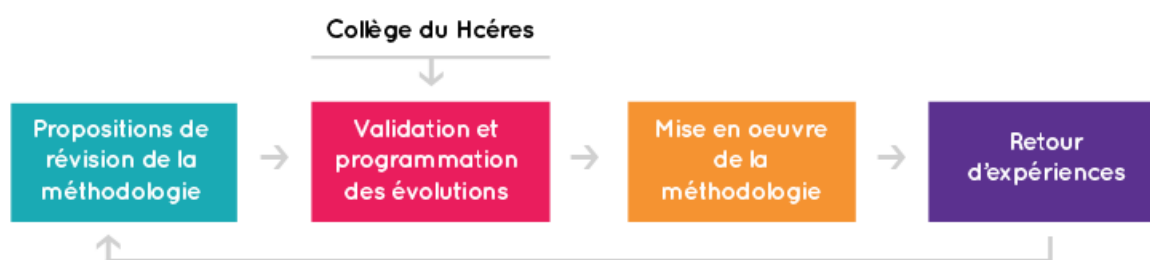 Collège du Hcéres
Propositions de
révision de la
méthodologie
Validation et
programmation
des évolutions
Mise en oeuvre
de la
méthodologie
Retour
d'expériences